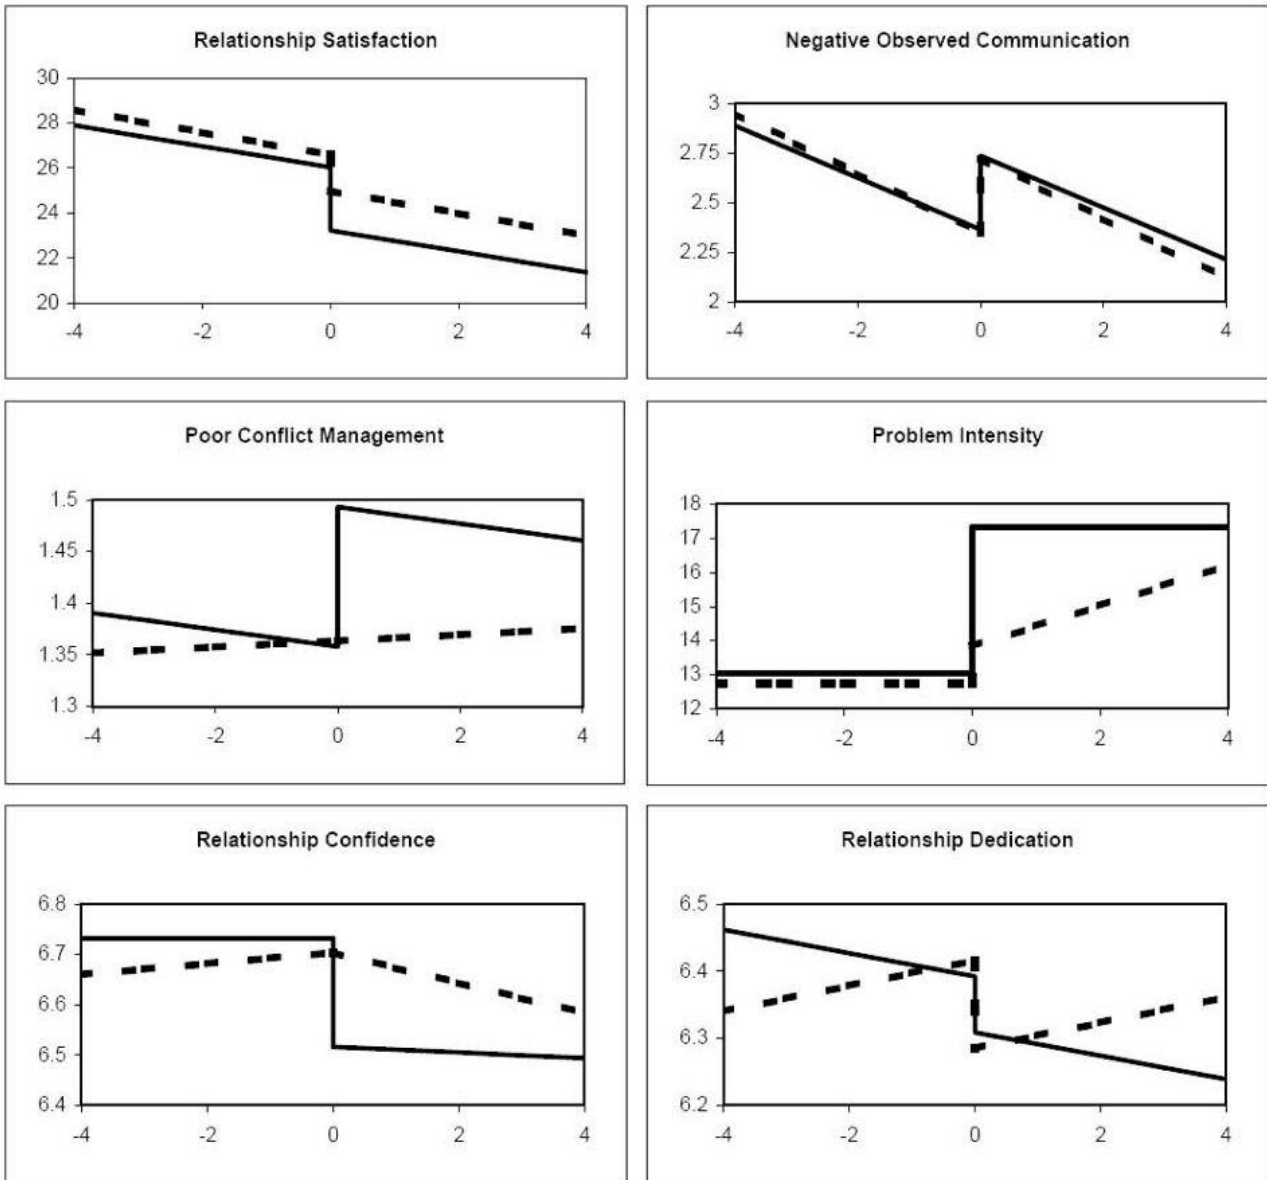 Relationship Satisfaction
30
28
26
24
22
20
-4 -2 0 2 4
Negative Observed Communication
3
2.75
2.5
2.25
2
-4 -2 0 2 4
Poor Conflict Management
1.5
1.45
1.4
1.35
1.3
-4 -2 0 2 4
Problem Intensity
18
17
16
15
14
13
12
-4 -2 0 2 4
Relationship Confidence
6.8
6.7
6.6
6.5
6.4
-4 -2 0 2 4
Relationship Dedication
6.5
6.4
6.3
6.2
-4 -2 0 2 4